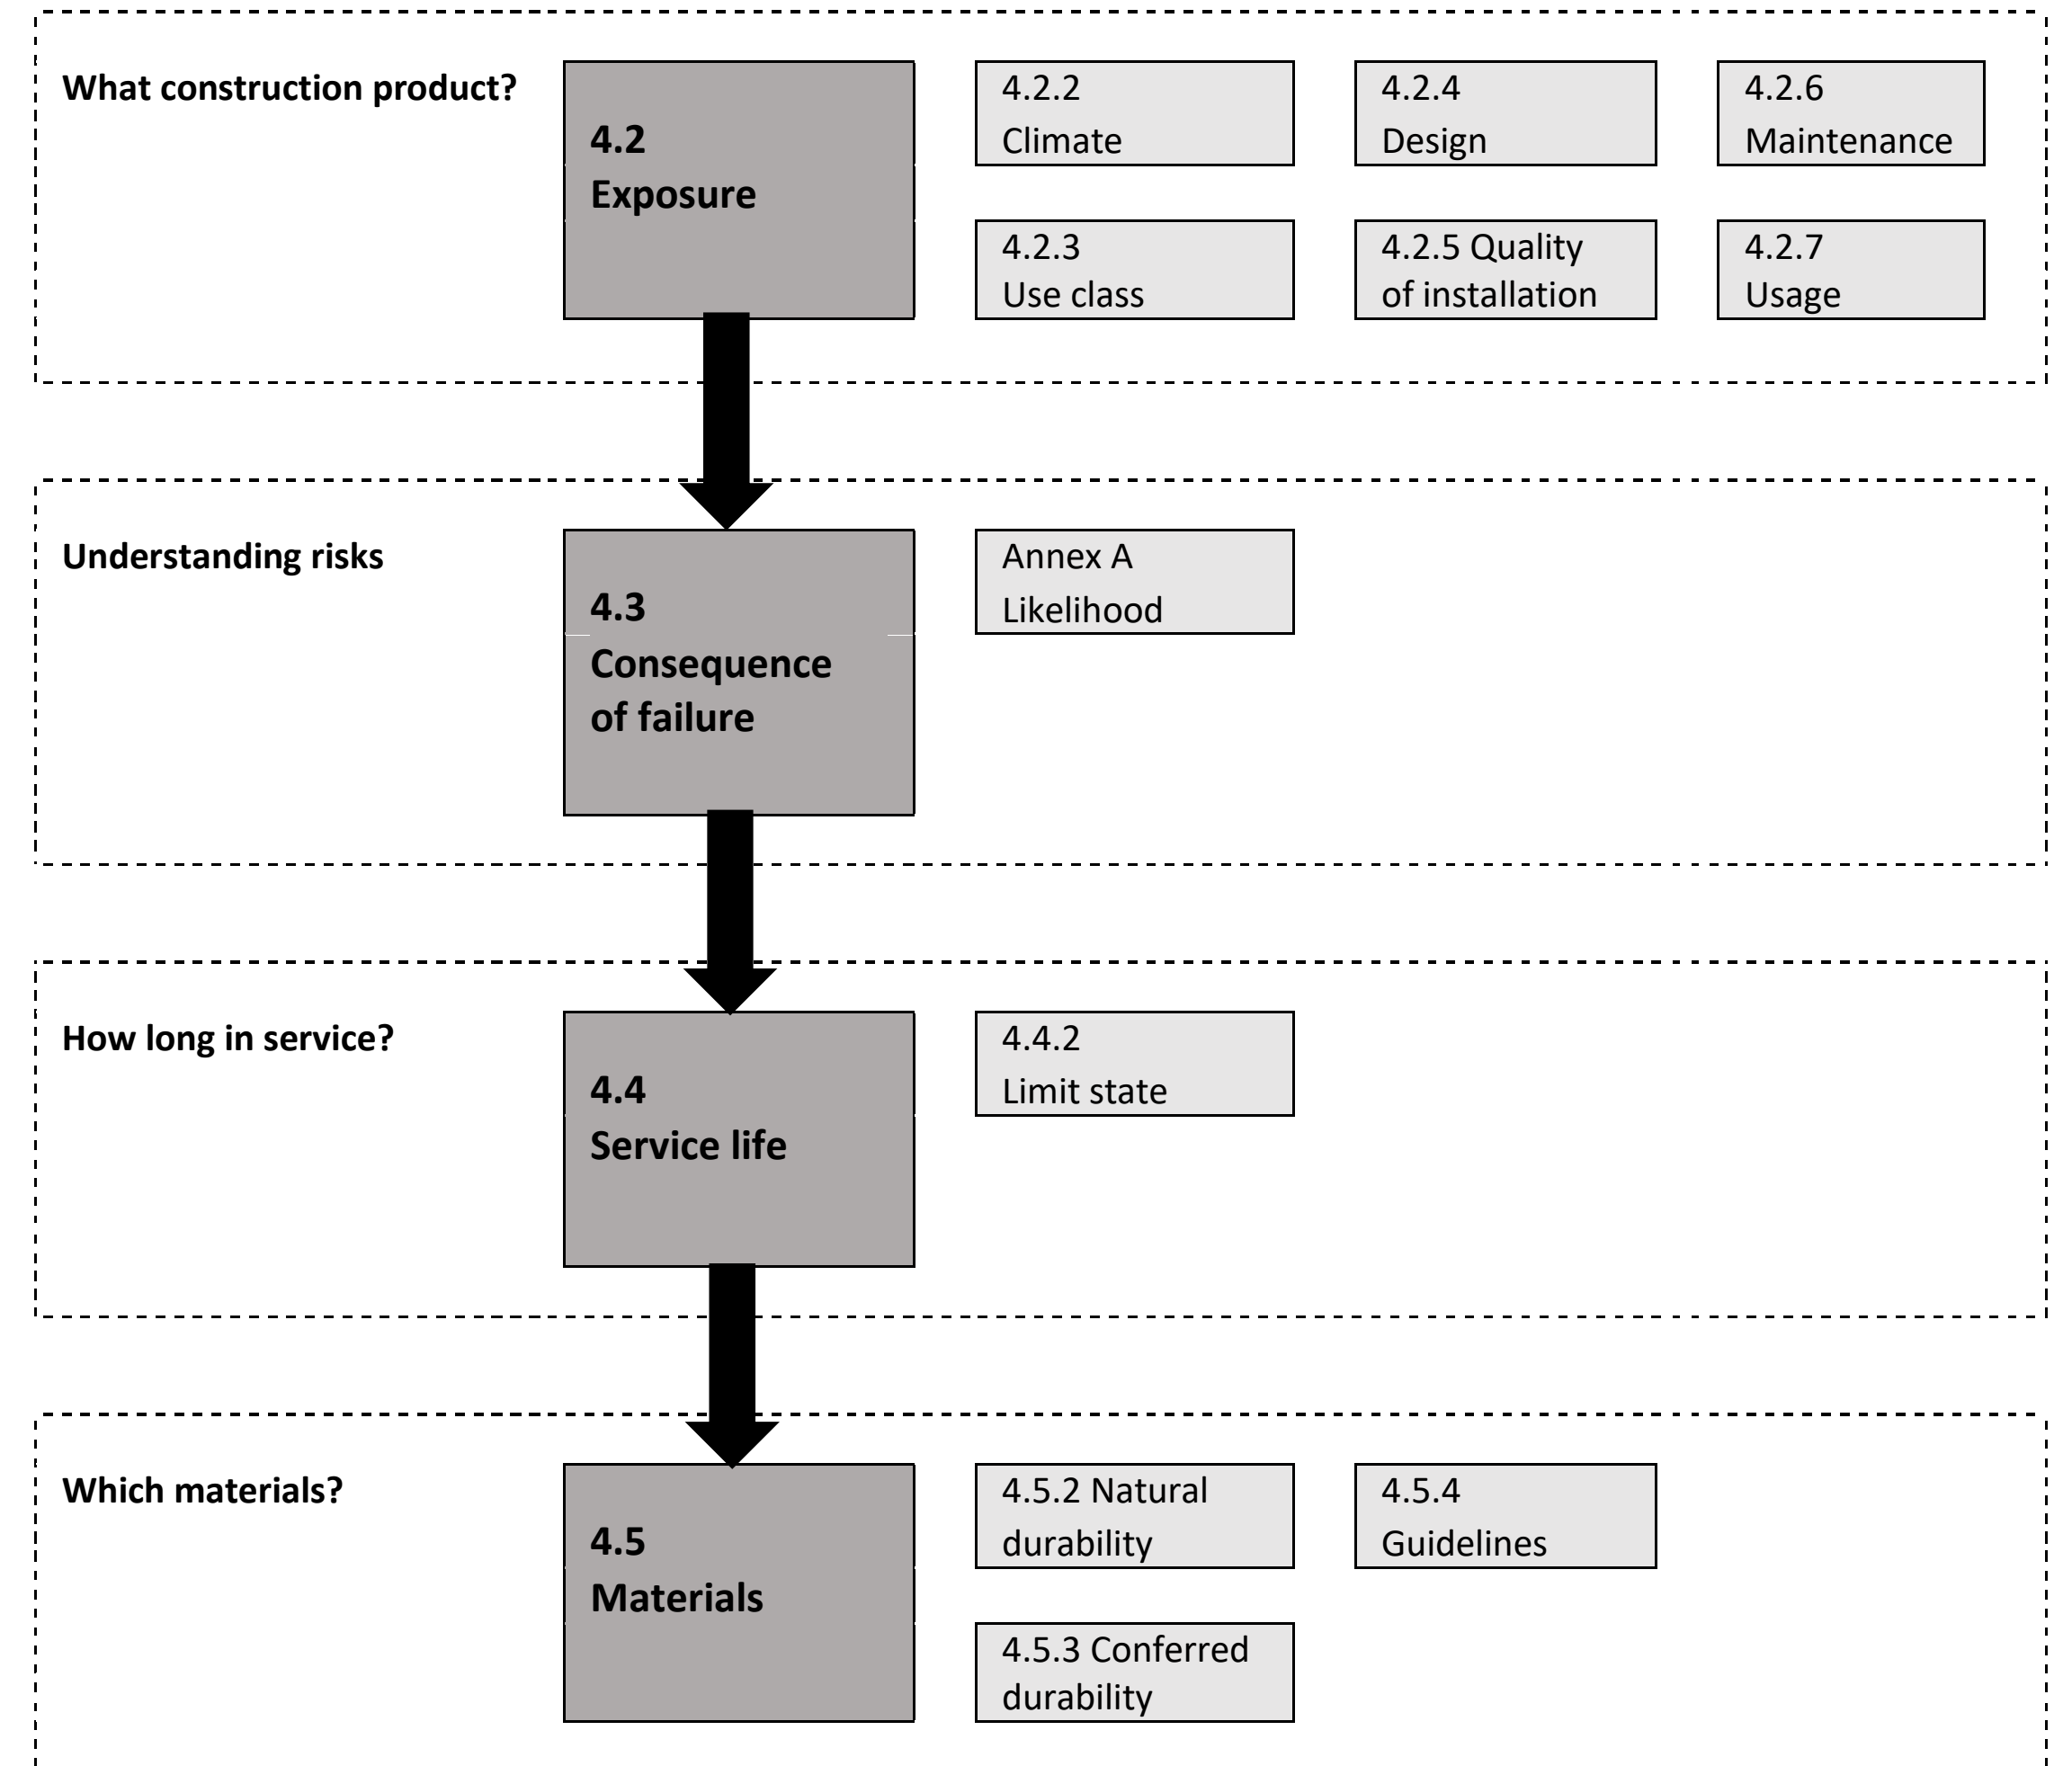 What construction product?
4.2
Exposure
4.2.2
Climate
4.2.4
Design
4.2.6
Maintenance
4.2.3
Use class
4.2.5 Quality
of installation
4.2.7
Usage
Understanding risks
4.3
Consequence
of failure
Annex A
Likelihood
How long in service?
4.4
Service life
4.4.2
Limit state
Which materials?
4.5
Materials
4.5.2 Natural
durability
4.5.4
Guidelines
4.5.3 Conferred
durability